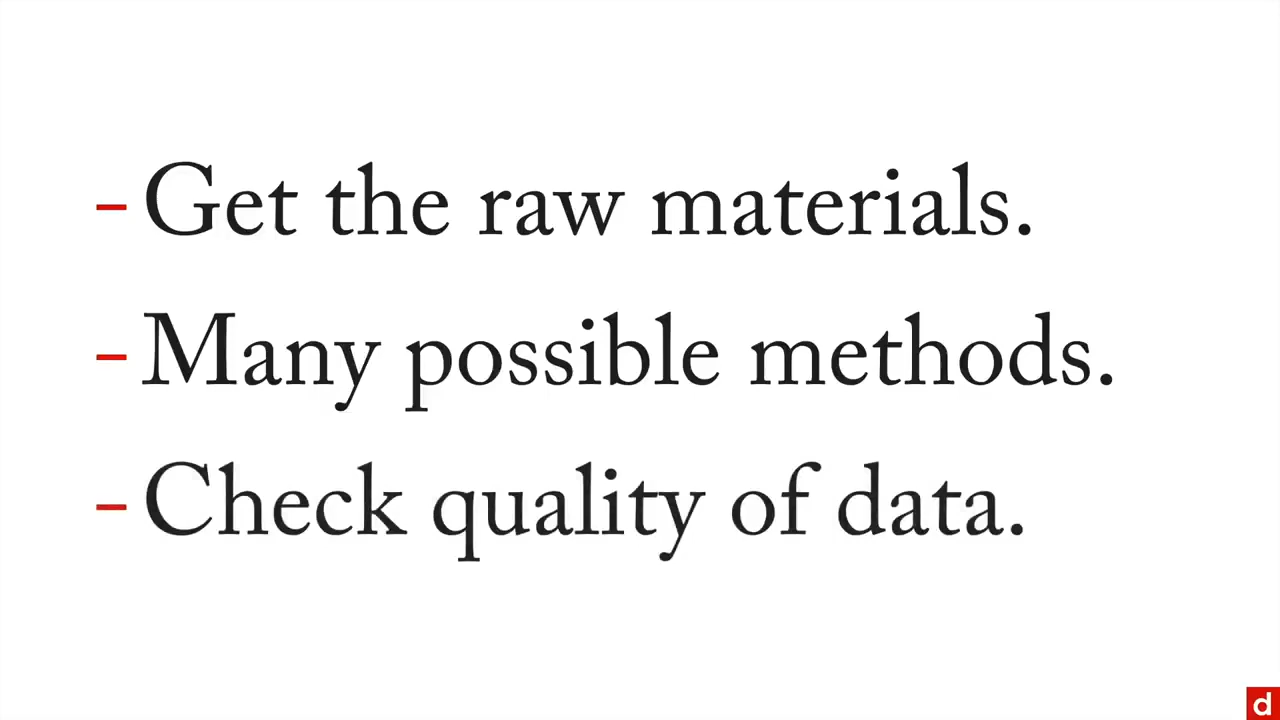 - Get the raw materials.
- Many possible methods.
- Check quality of data.
d